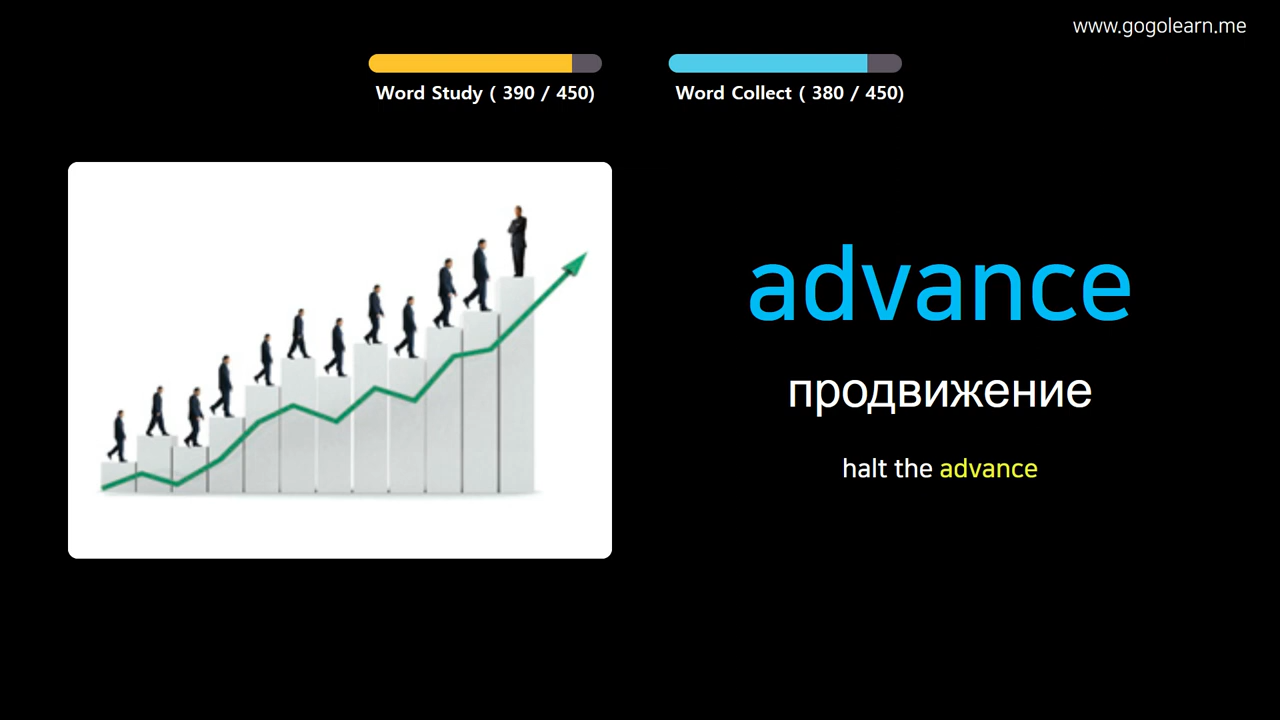 www.gogolearn.me
Word Study ( 390 / 450)
Word Collect ( 380 / 450)
advance
продвижение
halt the advance